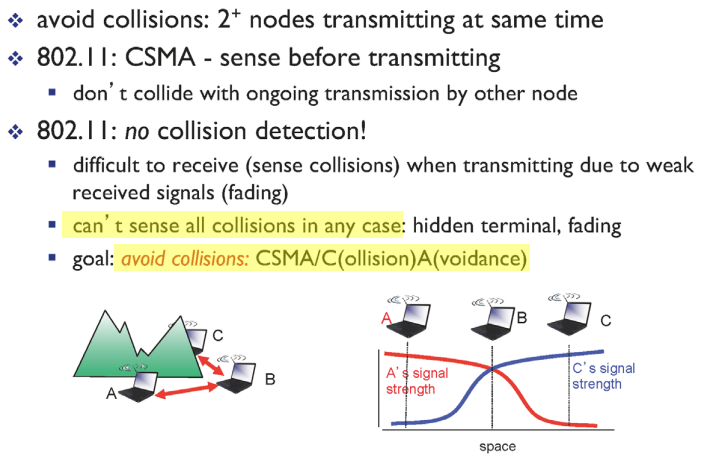 ❖ avoid collisions: 2⁺ nodes transmitting at same time
❖ 802.11: CSMA - sense before transmitting
▪ don't collide with ongoing transmission by other node
❖ 802.11: no collision detection!
▪ difficult to receive (sense collisions) when transmitting due to weak
received signals (fading)
▪ can't sense all collisions in any case: hidden terminal, fading
▪ goal: avoid collisions: CSMA/C(ollision)A(voidance)
C
A
B
A
B
C
A's signal
strength
C's signal
strength
space